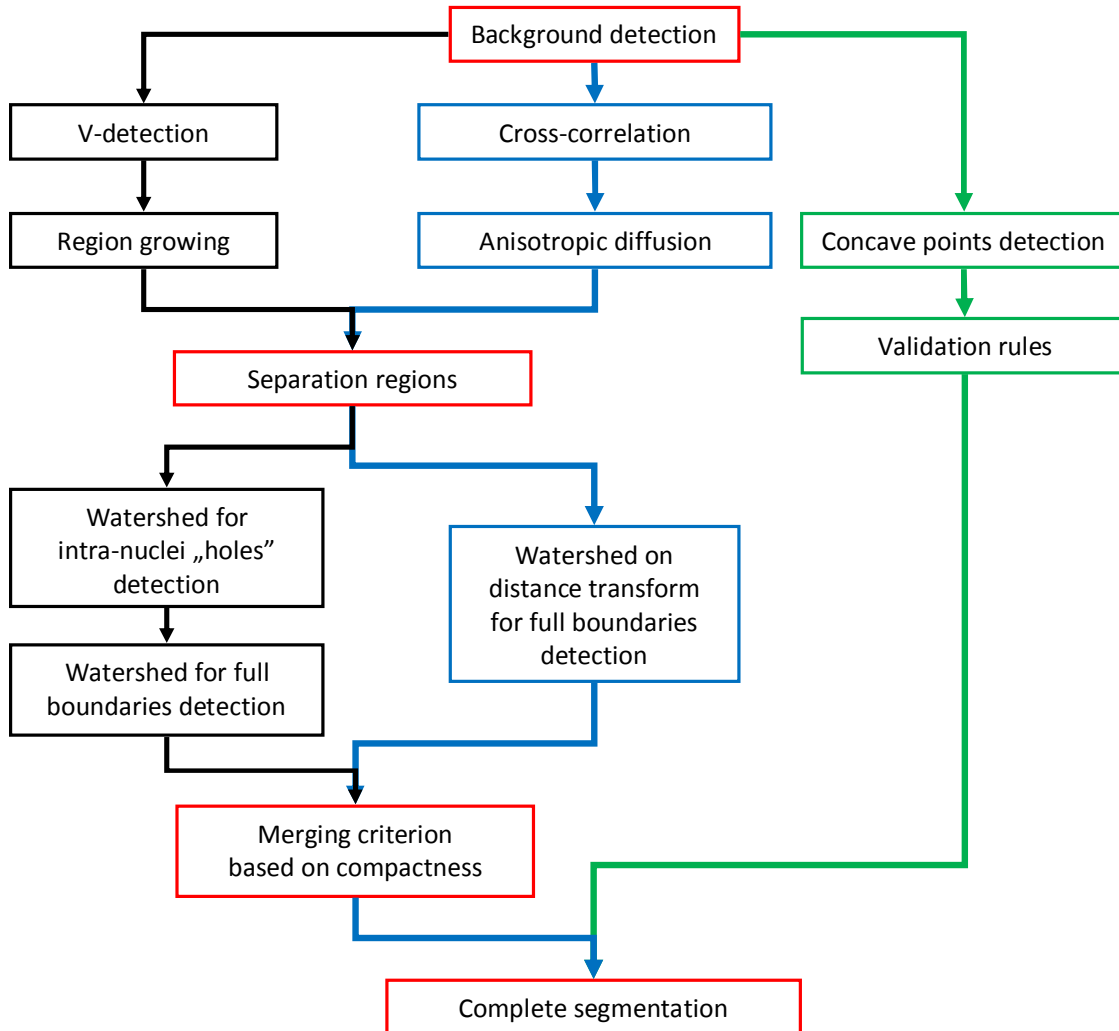 Background detection
V-detection
Cross-correlation
Region growing
Anisotropic diffusion
Concave points detection
Validation rules
Separation regions
Watershed for
intra-nuclei „holes”
detection
Watershed on
distance transform
for full boundaries
detection
Watershed for full
boundaries detection
Merging criterion
based on compactness
Complete segmentation